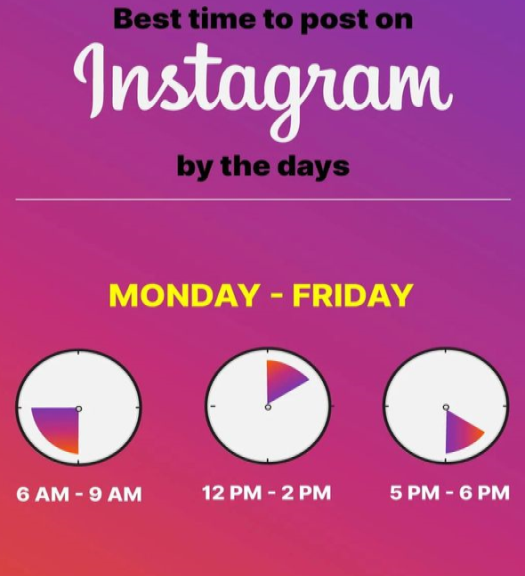 Best time to post on
Instagram
by the days
MONDAY - FRIDAY
6 AM - 9 AM
12 PM - 2 PM
5 PM - 6 PM